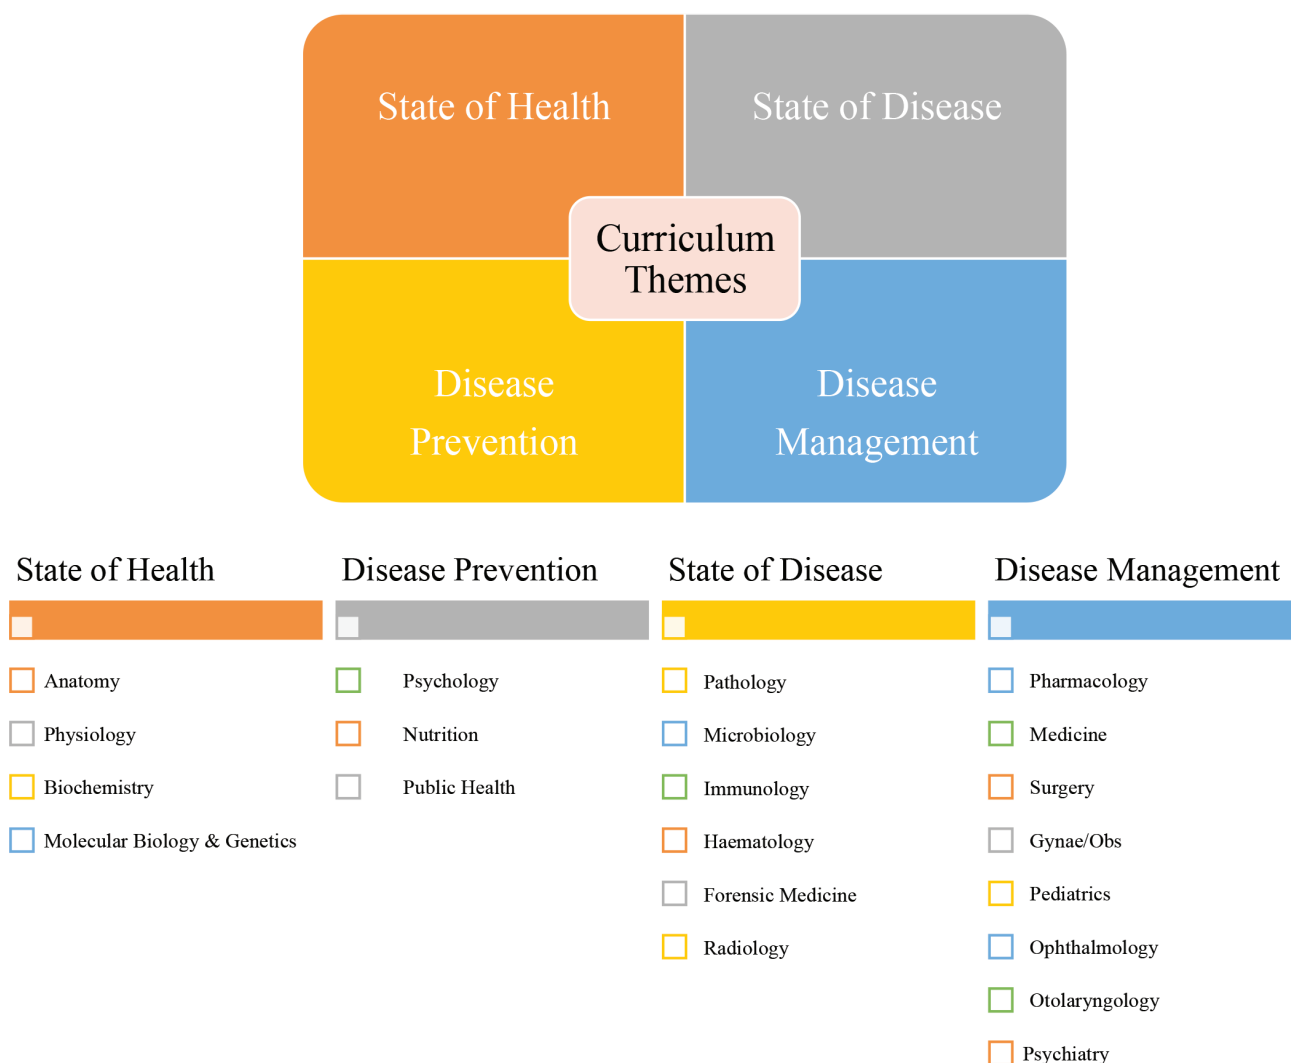 State of Health
State of Disease
Curriculum
Themes
Disease
Prevention
Disease
Management
State of Health
Anatomy
Physiology
Biochemistry
Molecular Biology & Genetics
Disease Prevention
Psychology
Nutrition
Public Health
State of Disease
Pathology
Microbiology
Immunology
Haematology
Forensic Medicine
Radiology
Disease Management
Pharmacology
Medicine
Surgery
Gynae/Obs
Pediatrics
Ophthalmology
Otolaryngology
Psychiatry